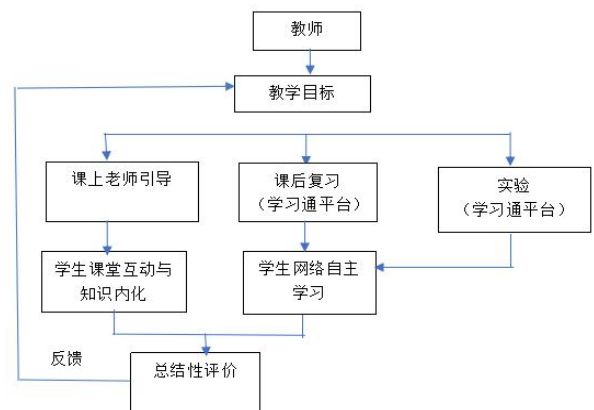 教师
教学目标
课上老师引导
课后复习
（学习通平台）
实验
（学习通平台）
学生课堂互动与
知识内化
学生网络自主
学习
反馈
总结性评价